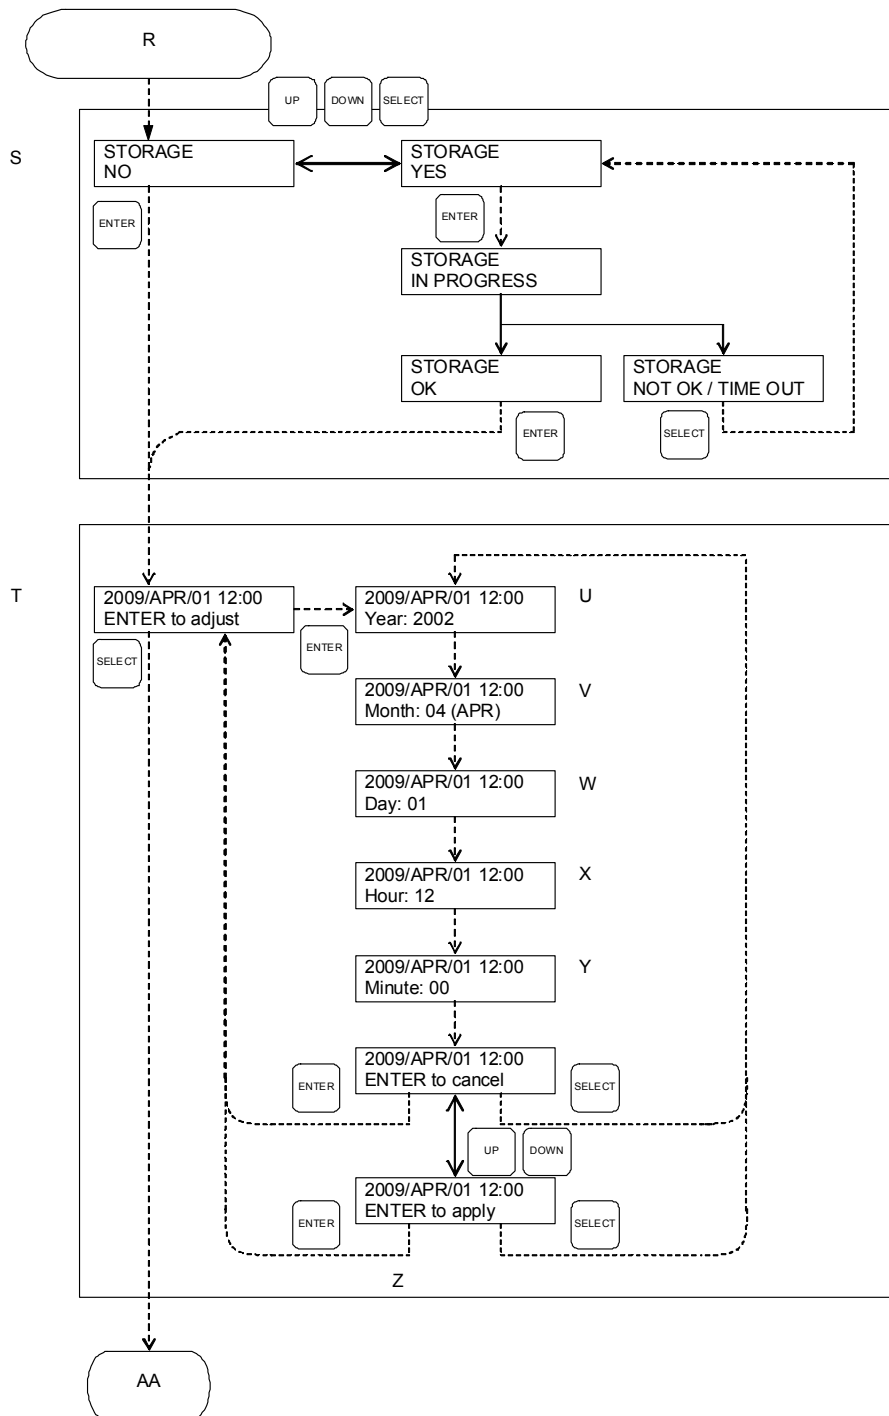 R
UP
DOWN
SELECT
S
STORAGE
NO
STORAGE
YES
ENTER
ENTER
STORAGE
IN PROGRESS
STORAGE
OK
STORAGE
NOT OK / TIME OUT
ENTER
SELECT
T
2009/APR/01 12:00
ENTER to adjust
2009/APR/01 12:00
Year: 2002
U
SELECT
ENTER
2009/APR/01 12:00
Month: 04 (APR)
V
2009/APR/01 12:00
Day: 01
W
2009/APR/01 12:00
Hour: 12
X
2009/APR/01 12:00
Minute: 00
Y
ENTER
2009/APR/01 12:00
ENTER to cancel
SELECT
UP
DOWN
ENTER
2009/APR/01 12:00
ENTER to apply
SELECT
Z
AA